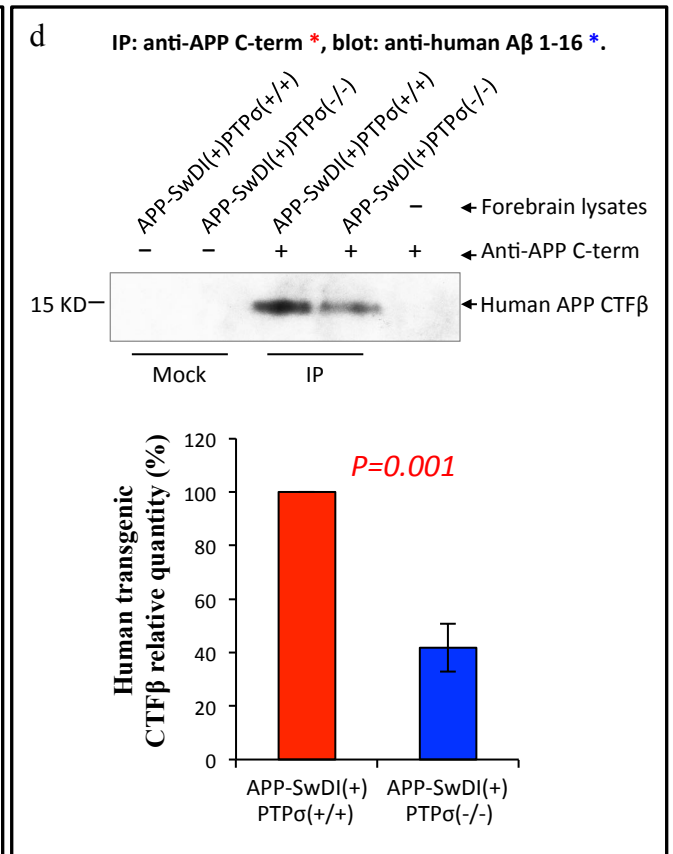 d
IP: anti-APP C-term *, blot: anti-human Aβ 1-16 *.
APP-SwDI(+)PTPσ(+/+)
APP-SwDI(+)PTPσ(-/-)
APP-SwDI(+)PTPσ(+/+)
APP-SwDI(+)PTPσ(-/-)
– Forebrain lysates
– – + + + Anti-APP C-term
15 KD Human APP CTFβ
Mock IP
Human transgenic
CTFβ relative quantity (%)
120
100
80
60
40
20
0
P=0.001
APP-SwDI(+) APP-SwDI(+)
PTPσ(+/+) PTPσ(-/-)